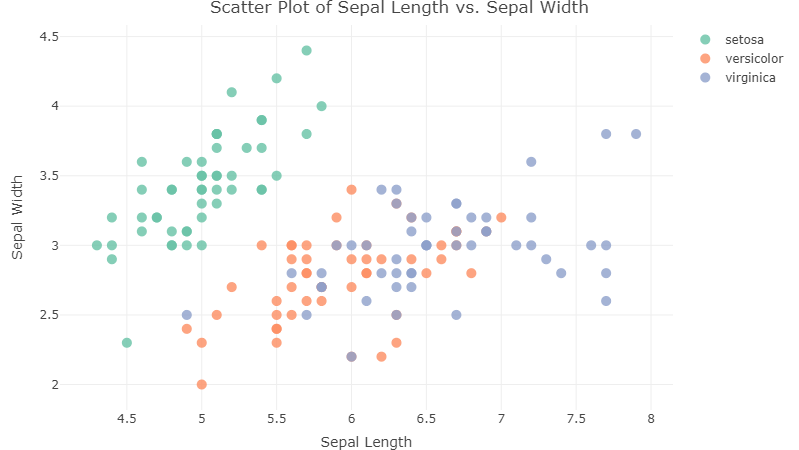 Scatter Plot of Sepal Length vs. Sepal Width
4.5
4
3.5
3
2.5
2
Sepal Width
4.5 5 5.5 6 6.5 7 7.5 8
Sepal Length
setosa
versicolor
virginica